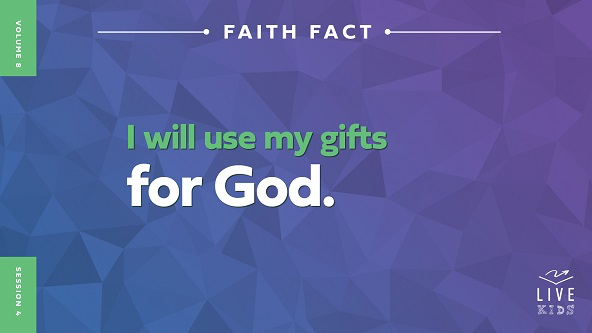 VOLUME 8
FAITH FACT
I will use my gifts
for God.
SESSION 4
LIVE
KIDS